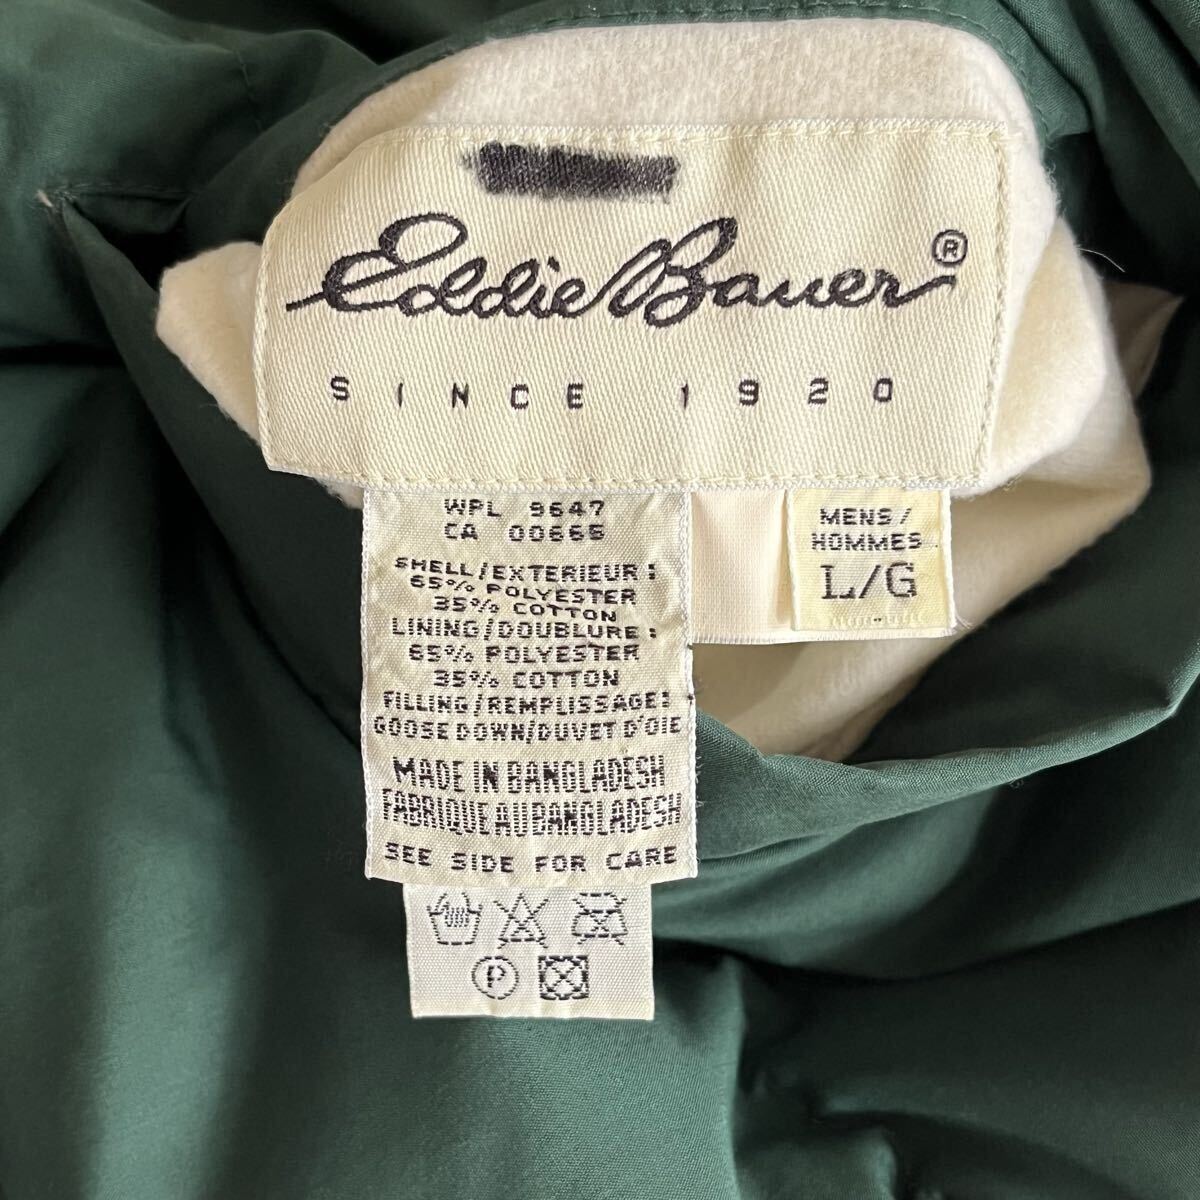 Eddie Bauer®
SINCE 1920
WPL 9647
CA 00665
SHELL/EXTERIEUR:
65% POLYESTER
35% COTTON
LINING/DOUBLURE:
65% POLYESTER
35% COTTON
FILLING/REMPLISSAGE:
GOOSE DOWN/DUVET D'OIE
MADE IN BANGLADESH
FABRIQUE AU BANGLADESH
SEE SIDE FOR CARE
P
MENS/
HOMMES
L/G